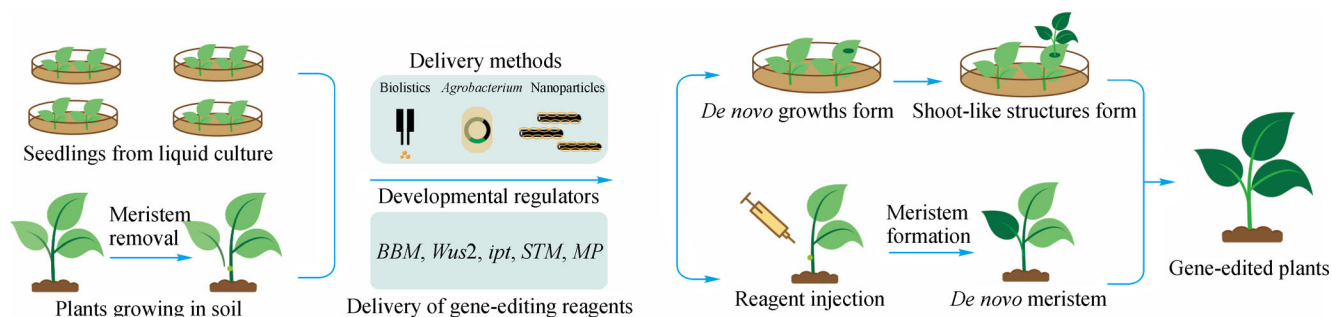 Seedlings from liquid culture
Meristem
removal
Plants growing in soil
Delivery methods
Biolistics Agrobacterium Nanoparticles
Developmental regulators
BBM, Wus2, ipt, STM, MP
Delivery of gene-editing reagents
De novo growths form
Shoot-like structures form
Reagent injection
Meristem
formation
De novo meristem
Gene-edited plants